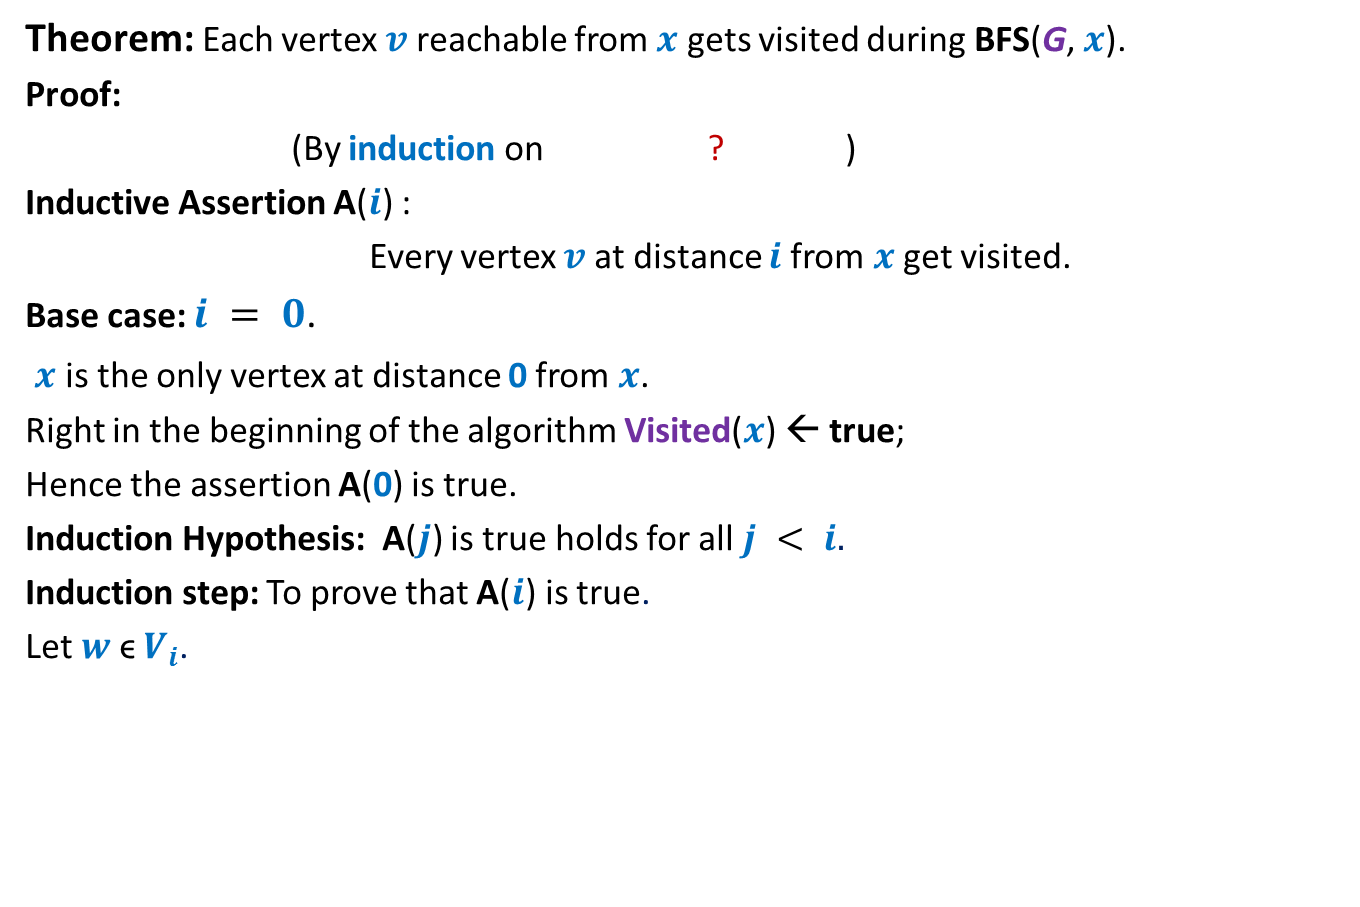 Theorem: Each vertex v reachable from x gets visited during BFS(G, x).
Proof:
(By induction on ? )
Inductive Assertion A(i) :
Every vertex v at distance i from x get visited.
Base case: i = 0.
x is the only vertex at distance 0 from x.
Right in the beginning of the algorithm Visited(x) ← true;
Hence the assertion A(0) is true.
Induction Hypothesis: A(j) is true holds for all j < i.
Induction step: To prove that A(i) is true.
Let w ϵ Vᵢ.